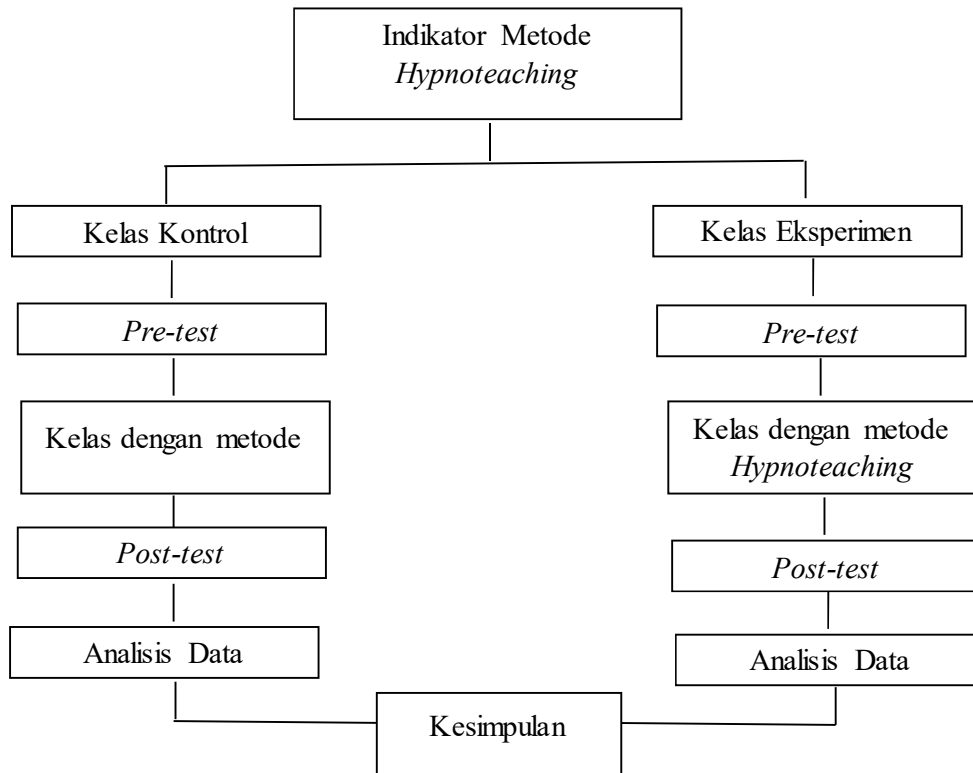 Indikator Metode
Hypnoteaching
Kelas Kontrol
Kelas Eksperimen
Pre-test
Pre-test
Kelas dengan metode
Kelas dengan metode
Hypnoteaching
Post-test
Post-test
Analisis Data
Analisis Data
Kesimpulan